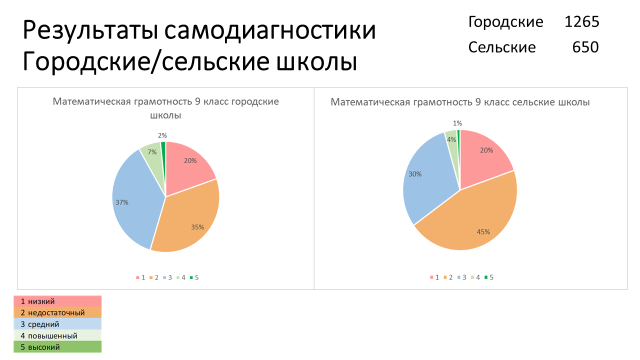 Результаты самодиагностики
Городские/сельские школы
Городские 1265
Сельские 650
Математическая грамотность 9 класс городские
школы
2%
7%
20%
37%
35%
1 2 3 4 5
Математическая грамотность 9 класс сельские школы
1%
4%
20%
30%
45%
1 2 3 4 5
1 низкий
2 недостаточный
3 средний
4 повышенный
5 высокий